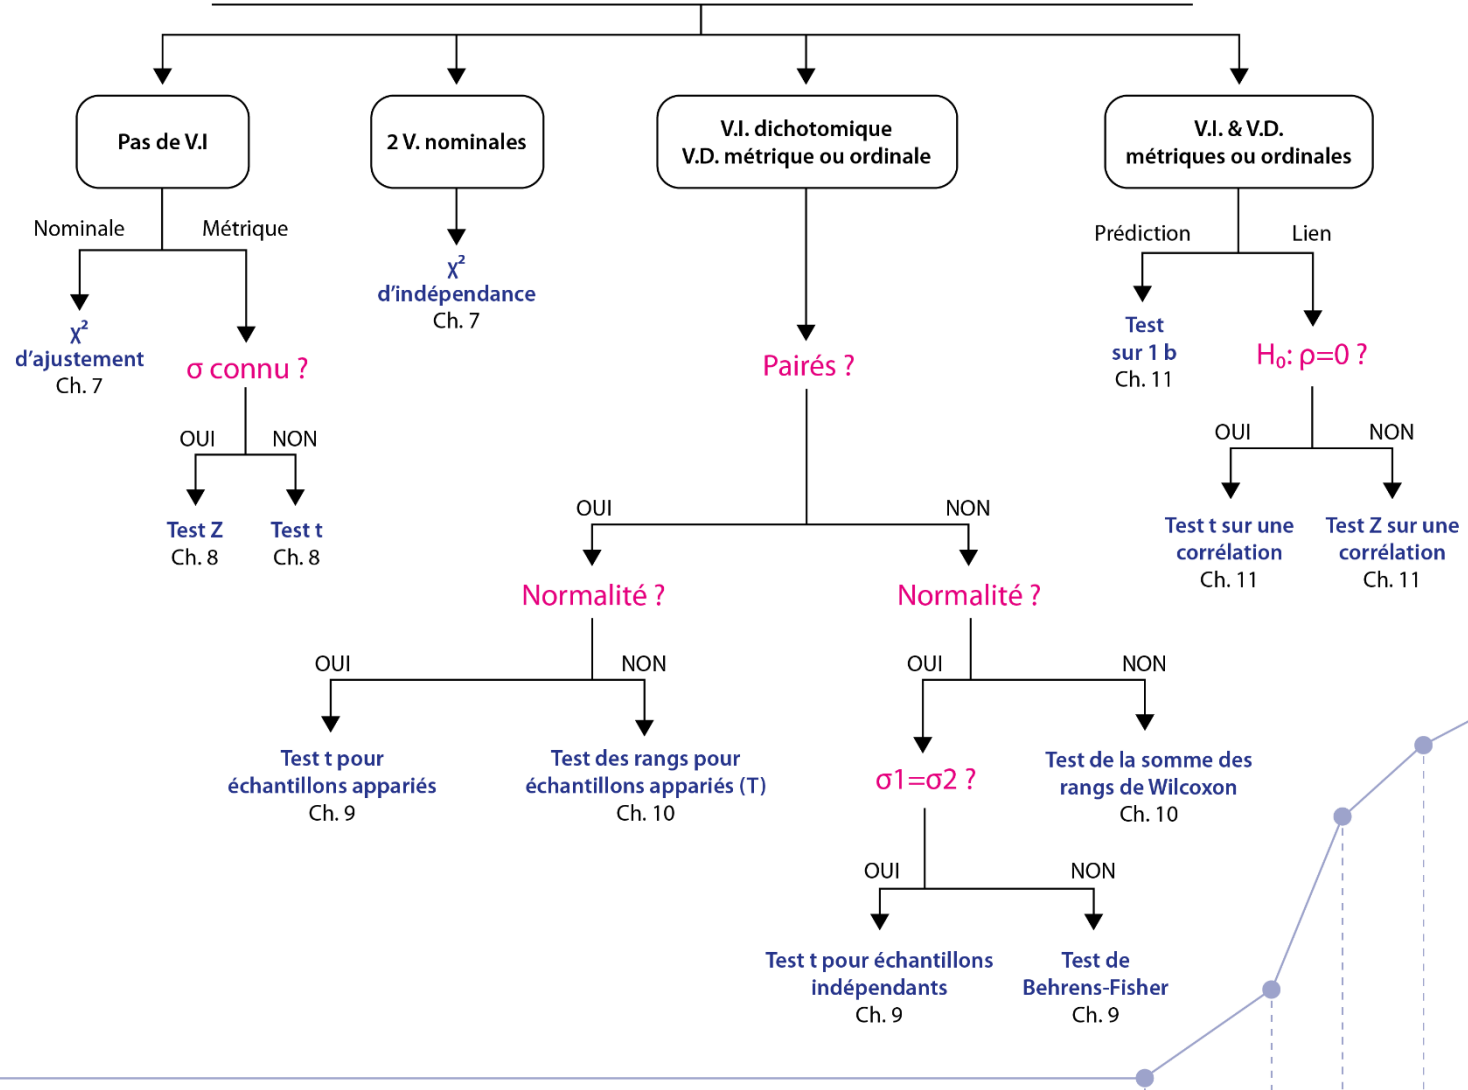 Pas de V.I
2 V. nominales
V.I. dichotomique
V.D. métrique ou ordinale
V.I. & V.D.
métriques ou ordinales
Nominale
Métrique
χ²
d'ajustement
Ch. 7
σ connu ?
OUI
NON
Test Z
Ch. 8
Test t
Ch. 8
χ²
d'indépendance
Ch. 7
Pairés ?
OUI
NON
Normalité ?
OUI
NON
Test t pour
échantillons appariés
Ch. 9
Test des rangs pour
échantillons appariés (T)
Ch. 10
Normalité ?
OUI
NON
σ1=σ2 ?
Test de la somme des
rangs de Wilcoxon
Ch. 10
OUI
NON
Test t pour échantillons
indépendants
Ch. 9
Test de
Behrens-Fisher
Ch. 9
Prédiction
Lien
Test
sur 1 b
Ch. 11
H₀: ρ=0 ?
OUI
NON
Test t sur une
corrélation
Ch. 11
Test Z sur une
corrélation
Ch. 11